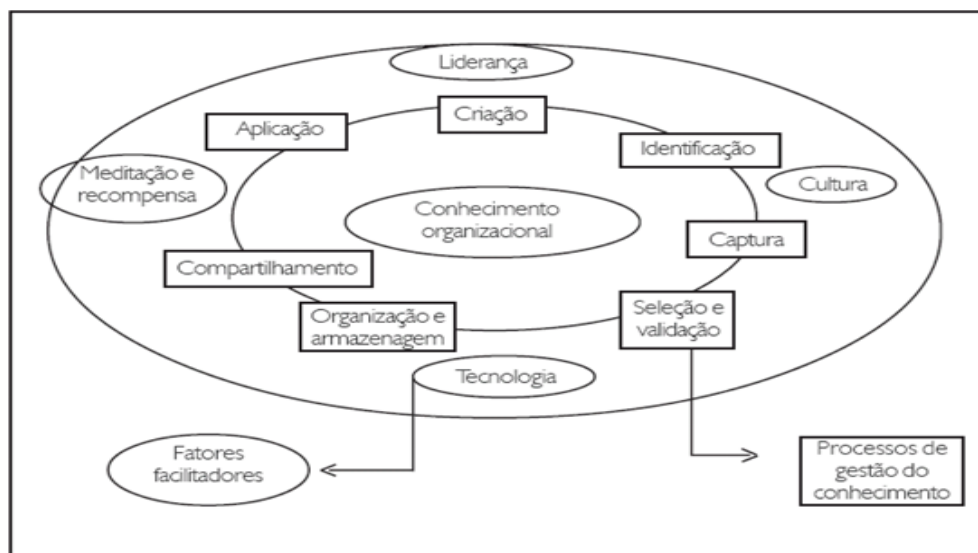 Liderança
Criação
Aplicação
Identificação
Meditação e
recompensa
Cultura
Conhecimento
organizacional
Captura
Compartilhamento
Organização e
armazenagem
Seleção e
validação
Tecnologia
Fatores
facilitadores
Processos de
gestão do
conhecimento